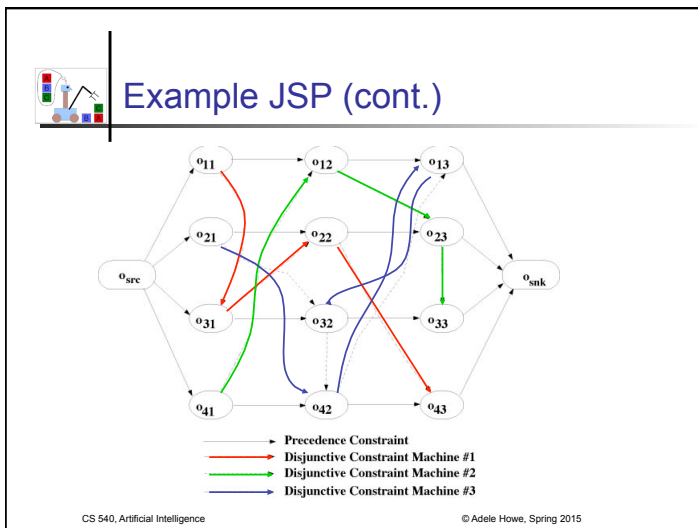 A
B
C
C
B
A
Example JSP (cont.)
o11
o12
o13
o21
o22
o23
osrc
osnk
o31
o32
o33
o41
o42
o43
Precedence Constraint
Disjunctive Constraint Machine #1
Disjunctive Constraint Machine #2
Disjunctive Constraint Machine #3
CS 540, Artificial Intelligence
© Adele Howe, Spring 2015